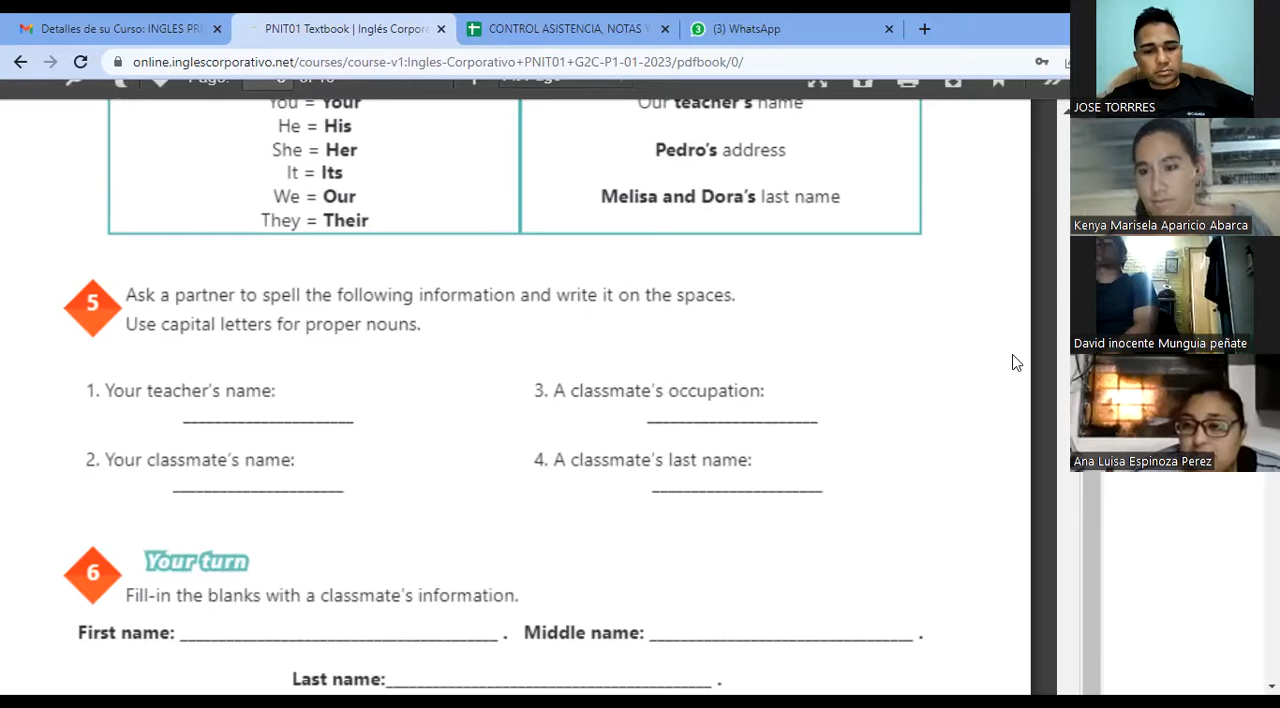 Detalles de su Curso: INGLES PRI
PNIT01 Textbook | Inglés Corpora
CONTROL ASISTENCIA, NOTAS Y
3
(3) WhatsApp
online.inglescorporativo.net/courses/course-v1:Ingles-Corporativo+PNIT01+G2C-P1-01-2023/pdfbook/0/
You = Your
He = His
She = Her
It = Its
We = Our
They = Their
Our teacher's name
Pedro's address
Melisa and Dora's last name
5
Ask a partner to spell the following information and write it on the spaces.
Use capital letters for proper nouns.
1. Your teacher's name:
3. A classmate's occupation:
2. Your classmate's name:
4. A classmate's last name:
6
Your turn
Fill-in the blanks with a classmate's information.
First name: . Middle name: .
Last name: .
JOSE TORRRES
Kenya Marisela Aparicio Abarca
David inocente Munguia peñate
Ana Luisa Espinoza Perez